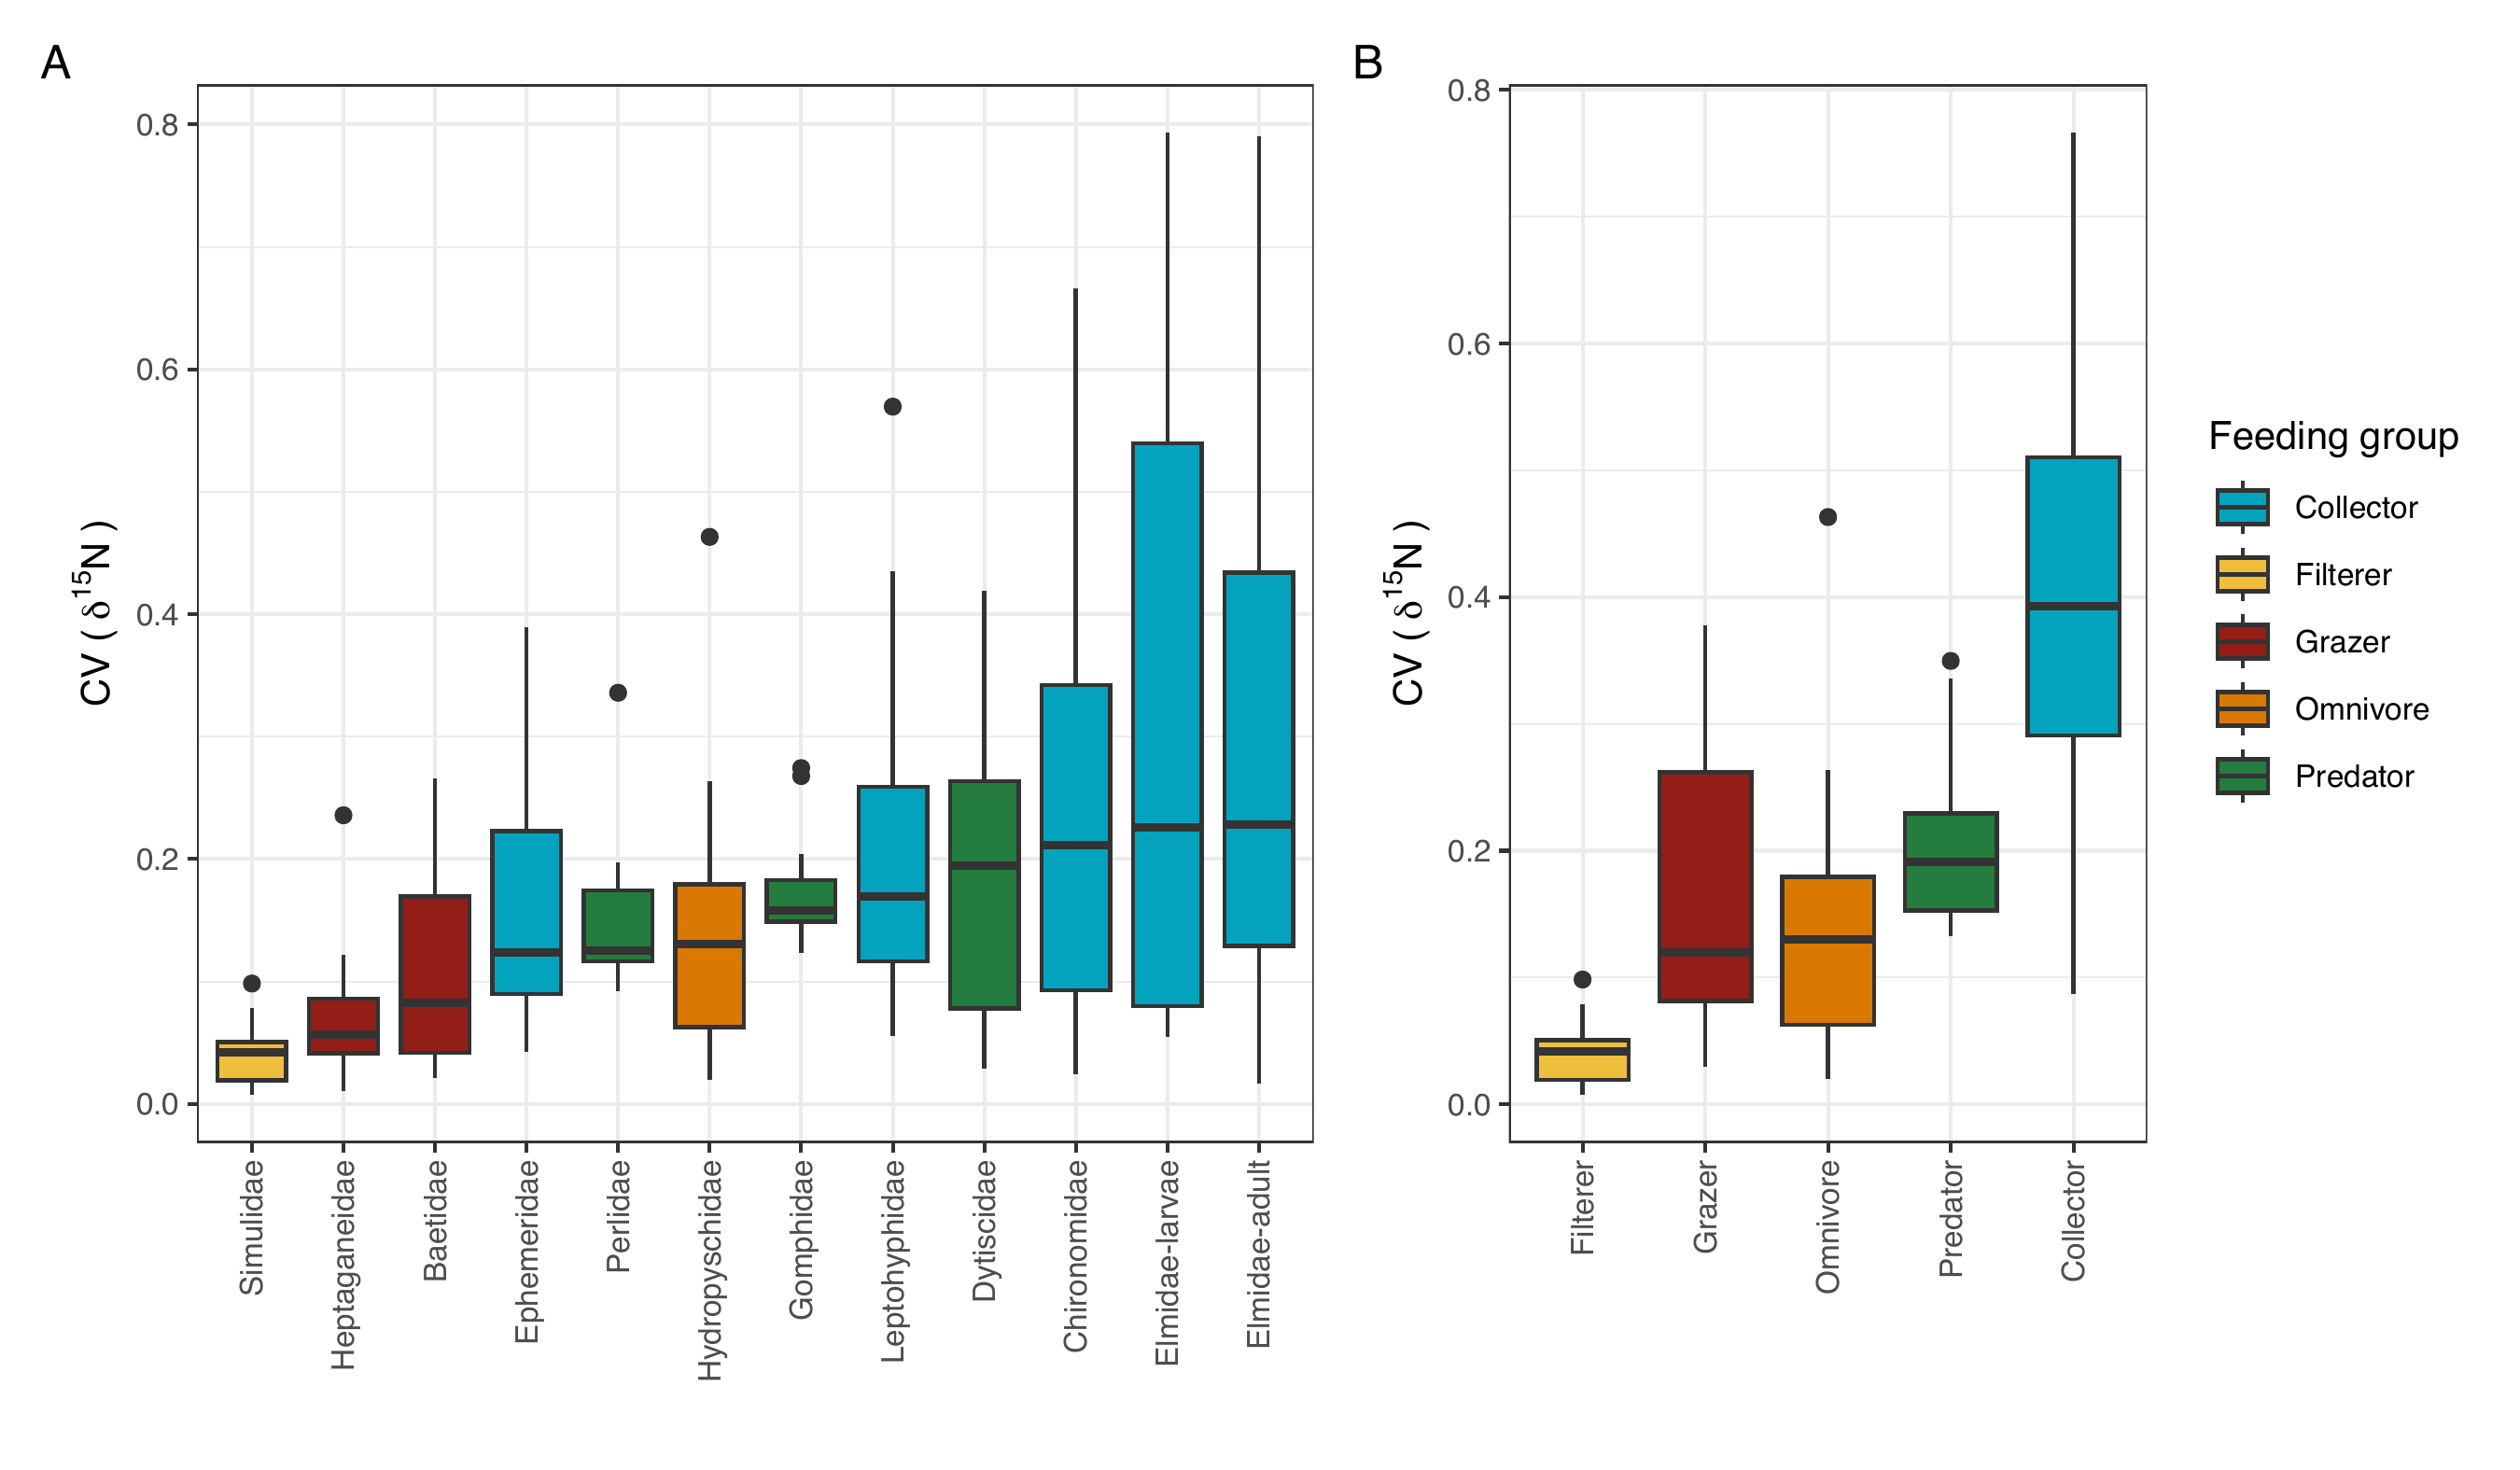 A
CV ( δ15N )
0.8
0.6
0.4
0.2
0.0
Simulidae
Heptaganeidae
Baetidae
Ephemeridae
Perlidae
Hydropyschidae
Gomphidae
Leptohyphidae
Dytiscidae
Chironomidae
Elmidae-larvae
Elmidae-adult
B
CV ( δ15N )
0.8
0.6
0.4
0.2
0.0
Filterer
Grazer
Omnivore
Predator
Collector
Feeding group
Collector
Filterer
Grazer
Omnivore
Predator